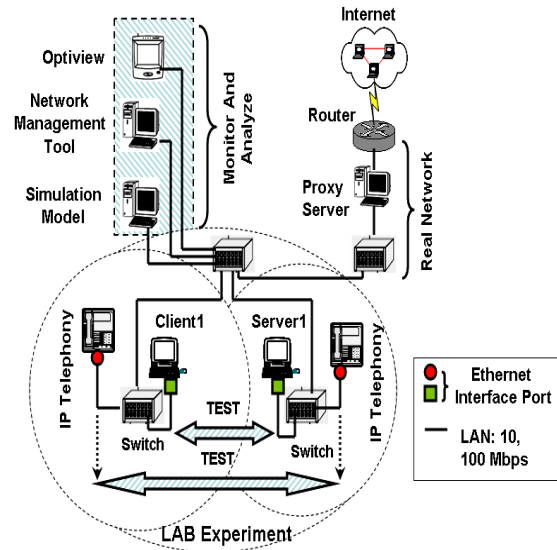 Optiview
Network
Management
Tool
Simulation
Model
Monitor And
Analyze
Internet
Router
Proxy
Server
Real Network
IP Telephony
Client1
Server1
IP Telephony
Switch
TEST
Switch
TEST
LAB Experiment
Ethernet
Interface Port
LAN: 10,
100 Mbps